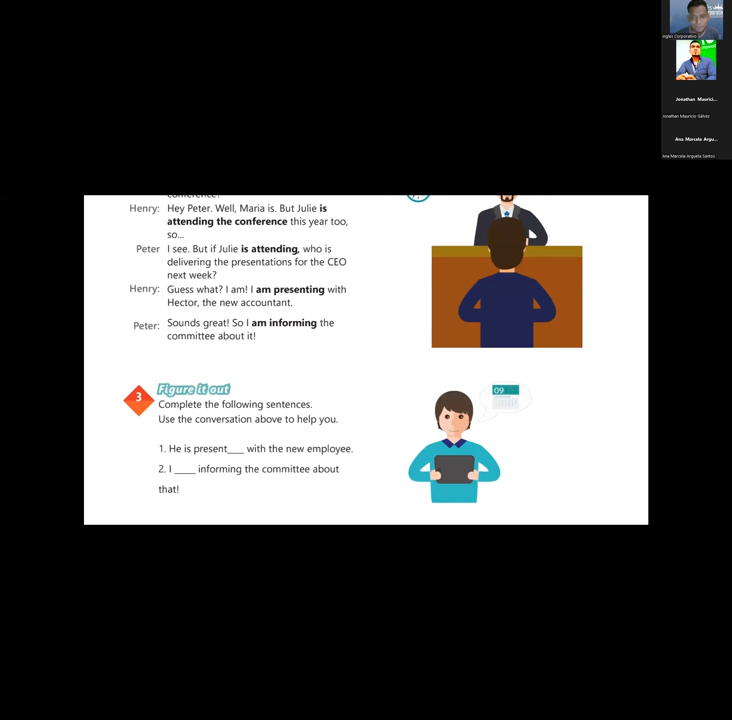 Ingles Corporativo
Jonathan Maurici...
Jonathan Mauricio Gálvez
Ana Marcela Argu...
Ana Marcela Argueta Santos
conference?
Henry: Hey Peter. Well, Maria is. But Julie is
attending the conference this year too,
so...
Peter I see. But if Julie is attending, who is
delivering the presentations for the CEO
next week?
Henry: Guess what? I am! I am presenting with
Hector, the new accountant.
Peter: Sounds great! So I am informing the
committee about it!
3 Figure it out
Complete the following sentences.
Use the conversation above to help you.
1. He is present___ with the new employee.
2. I ____ informing the committee about
that!
09